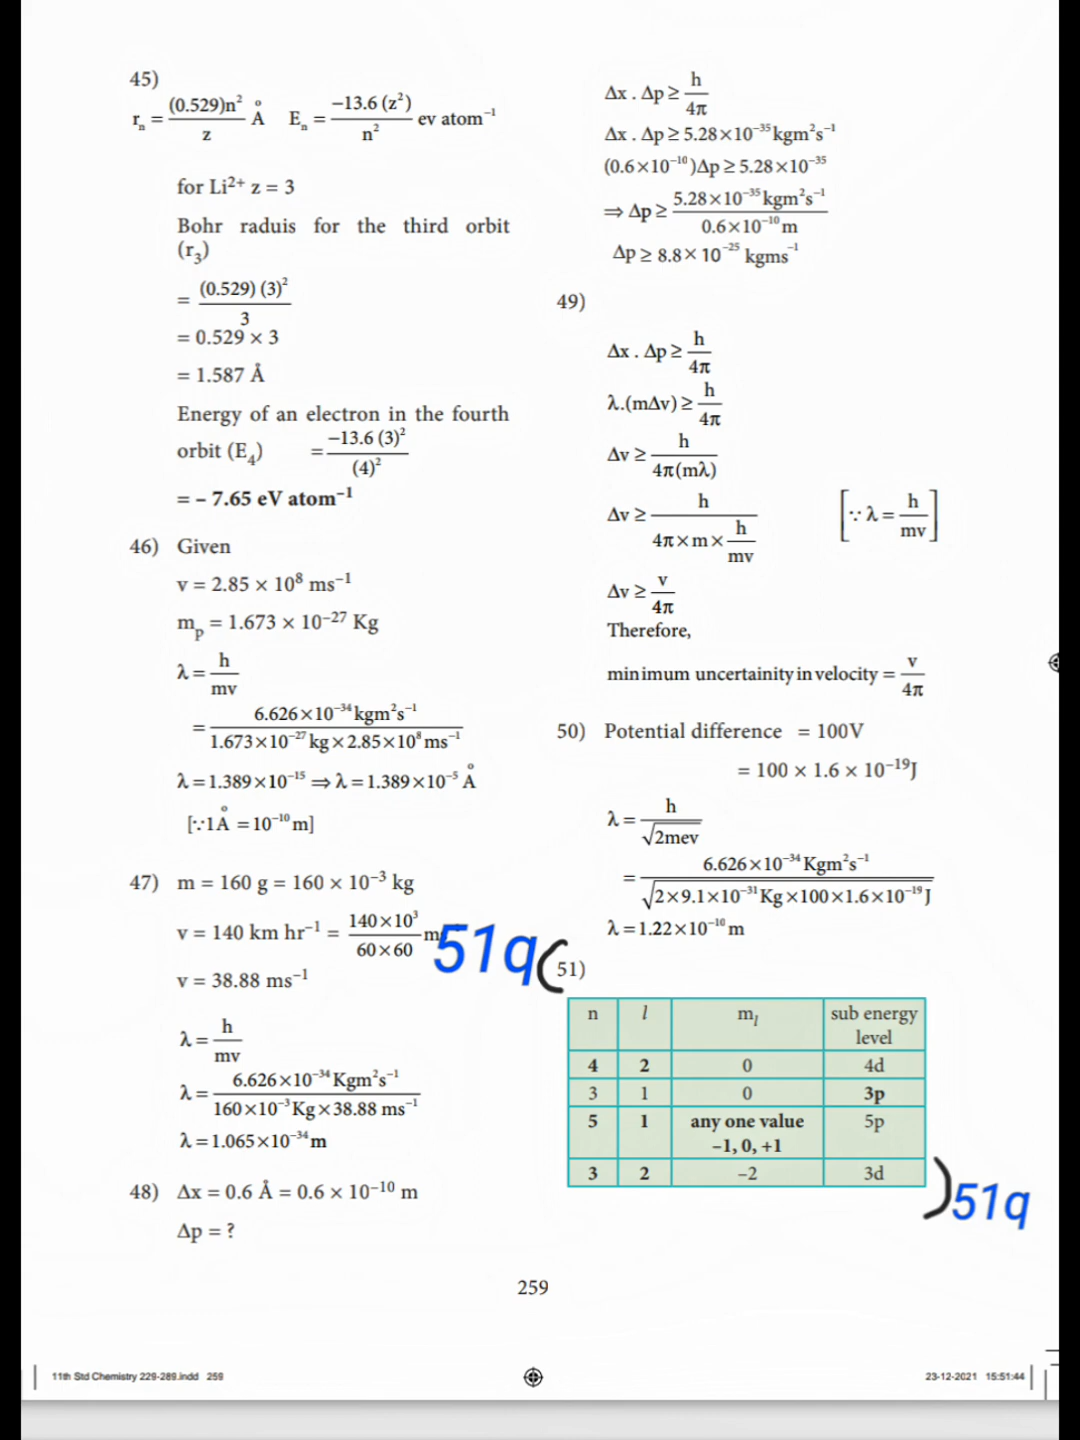 45)
rₙ = (0.529)n² / z Å   Eₙ = −13.6 (z²) / n² ev atom⁻¹
for Li²⁺ z = 3
Bohr raduis for the third orbit
(r₃)
= (0.529) (3)² / 3
= 0.529 × 3
= 1.587 Å
Energy of an electron in the fourth
orbit (E₄) = −13.6 (3)² / (4)²
= – 7.65 eV atom⁻¹
46) Given
v = 2.85 × 10⁸ ms⁻¹
mₚ = 1.673 × 10⁻²⁷ Kg
λ = h / mv
= 6.626×10⁻³⁴ kgm²s⁻¹ / 1.673×10⁻²⁷ kg×2.85×10⁸ ms⁻¹
λ = 1.389×10⁻¹⁵ ⇒ λ = 1.389×10⁻⁵ Å
[∵1Å = 10⁻¹⁰ m]
47) m = 160 g = 160 × 10⁻³ kg
v = 140 km hr⁻¹ = 140×10³ / 60×60 m
v = 38.88 ms⁻¹
λ = h / mv
λ = 6.626×10⁻³⁴ Kgm²s⁻¹ / 160×10⁻³ Kg×38.88 ms⁻¹
λ = 1.065×10⁻³⁴ m
48) Δx = 0.6 Å = 0.6 × 10⁻¹⁰ m
Δp = ?
Δx . Δp ≥ h / 4π
Δx . Δp ≥ 5.28×10⁻³⁵ kgm²s⁻¹
(0.6×10⁻¹⁰)Δp ≥ 5.28×10⁻³⁵
⇒ Δp ≥ 5.28×10⁻³⁵ kgm²s⁻¹ / 0.6×10⁻¹⁰ m
Δp ≥ 8.8×10⁻²⁵ kgms⁻¹
49)
Δx . Δp ≥ h / 4π
λ.(mΔv) ≥ h / 4π
Δv ≥ h / 4π(mλ)
Δv ≥ h / 4π×m× h / mv   [∵ λ = h / mv]
Δv ≥ v / 4π
Therefore,
minimum uncertainity in velocity = v / 4π
50) Potential difference = 100V
= 100 × 1.6 × 10⁻¹⁹J
λ = h / √2mev
= 6.626×10⁻³⁴ Kgm²s⁻¹ / √2×9.1×10⁻³¹ Kg×100×1.6×10⁻¹⁹ J
λ = 1.22×10⁻¹⁰ m
51q (
51)
n l mₗ sub energy
level
4 2 0 4d
3 1 0 3p
5 1 any one value 5p
–1, 0, +1
3 2 –2 3d
) 51q
259
11th Std Chemistry 229-289.indd 259
23-12-2021 15:51:44